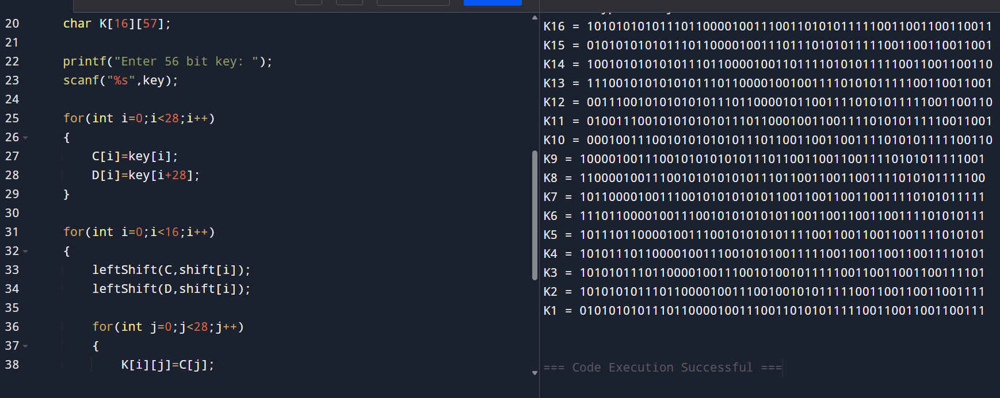 20 char K[16][57];
21
22 printf("Enter 56 bit key: ");
23 scanf("%s",key);
24
25 for(int i=0;i<28;i++)
26 {
27 C[i]=key[i];
28 D[i]=key[i+28];
29 }
30
31 for(int i=0;i<16;i++)
32 {
33 leftShift(C,shift[i]);
34 leftShift(D,shift[i]);
35
36 for(int j=0;j<28;j++)
37 {
38 K[i][j]=C[j];
K16 = 10101010101110110000100111001101010111110011001100110011
K15 = 01010101010111011000010011101110101011111001100110011001
K14 = 10010101010101110110000100110111101010111110011001100110
K13 = 11100101010101011101100001001001111010101111100110011001
K12 = 00111001010101010111011000010110011110101011111001100110
K11 = 01001110010101010101110110001001100111101010111110011001
K10 = 00010011100101010101011101100110011001111010101111100110
K9 = 10000100111001010101010111011001100110011110101011111001
K8 = 11000010011100101010101011101100110011001111010101111100
K7 = 10110000100111001010101010110011001100110011110101011111
K6 = 11101100001001110010101010101100110011001100111101010111
K5 = 10111011000010011100101010101111001100110011001111010101
K4 = 10101110110000100111001010100111110011001100110011110101
K3 = 10101011101100001001110010100101111100110011001100111101
K2 = 10101010111011000010011100100101011111001100110011001111
K1 = 01010101011101100001001110011010101111100110011001100111
=== Code Execution Successful ===